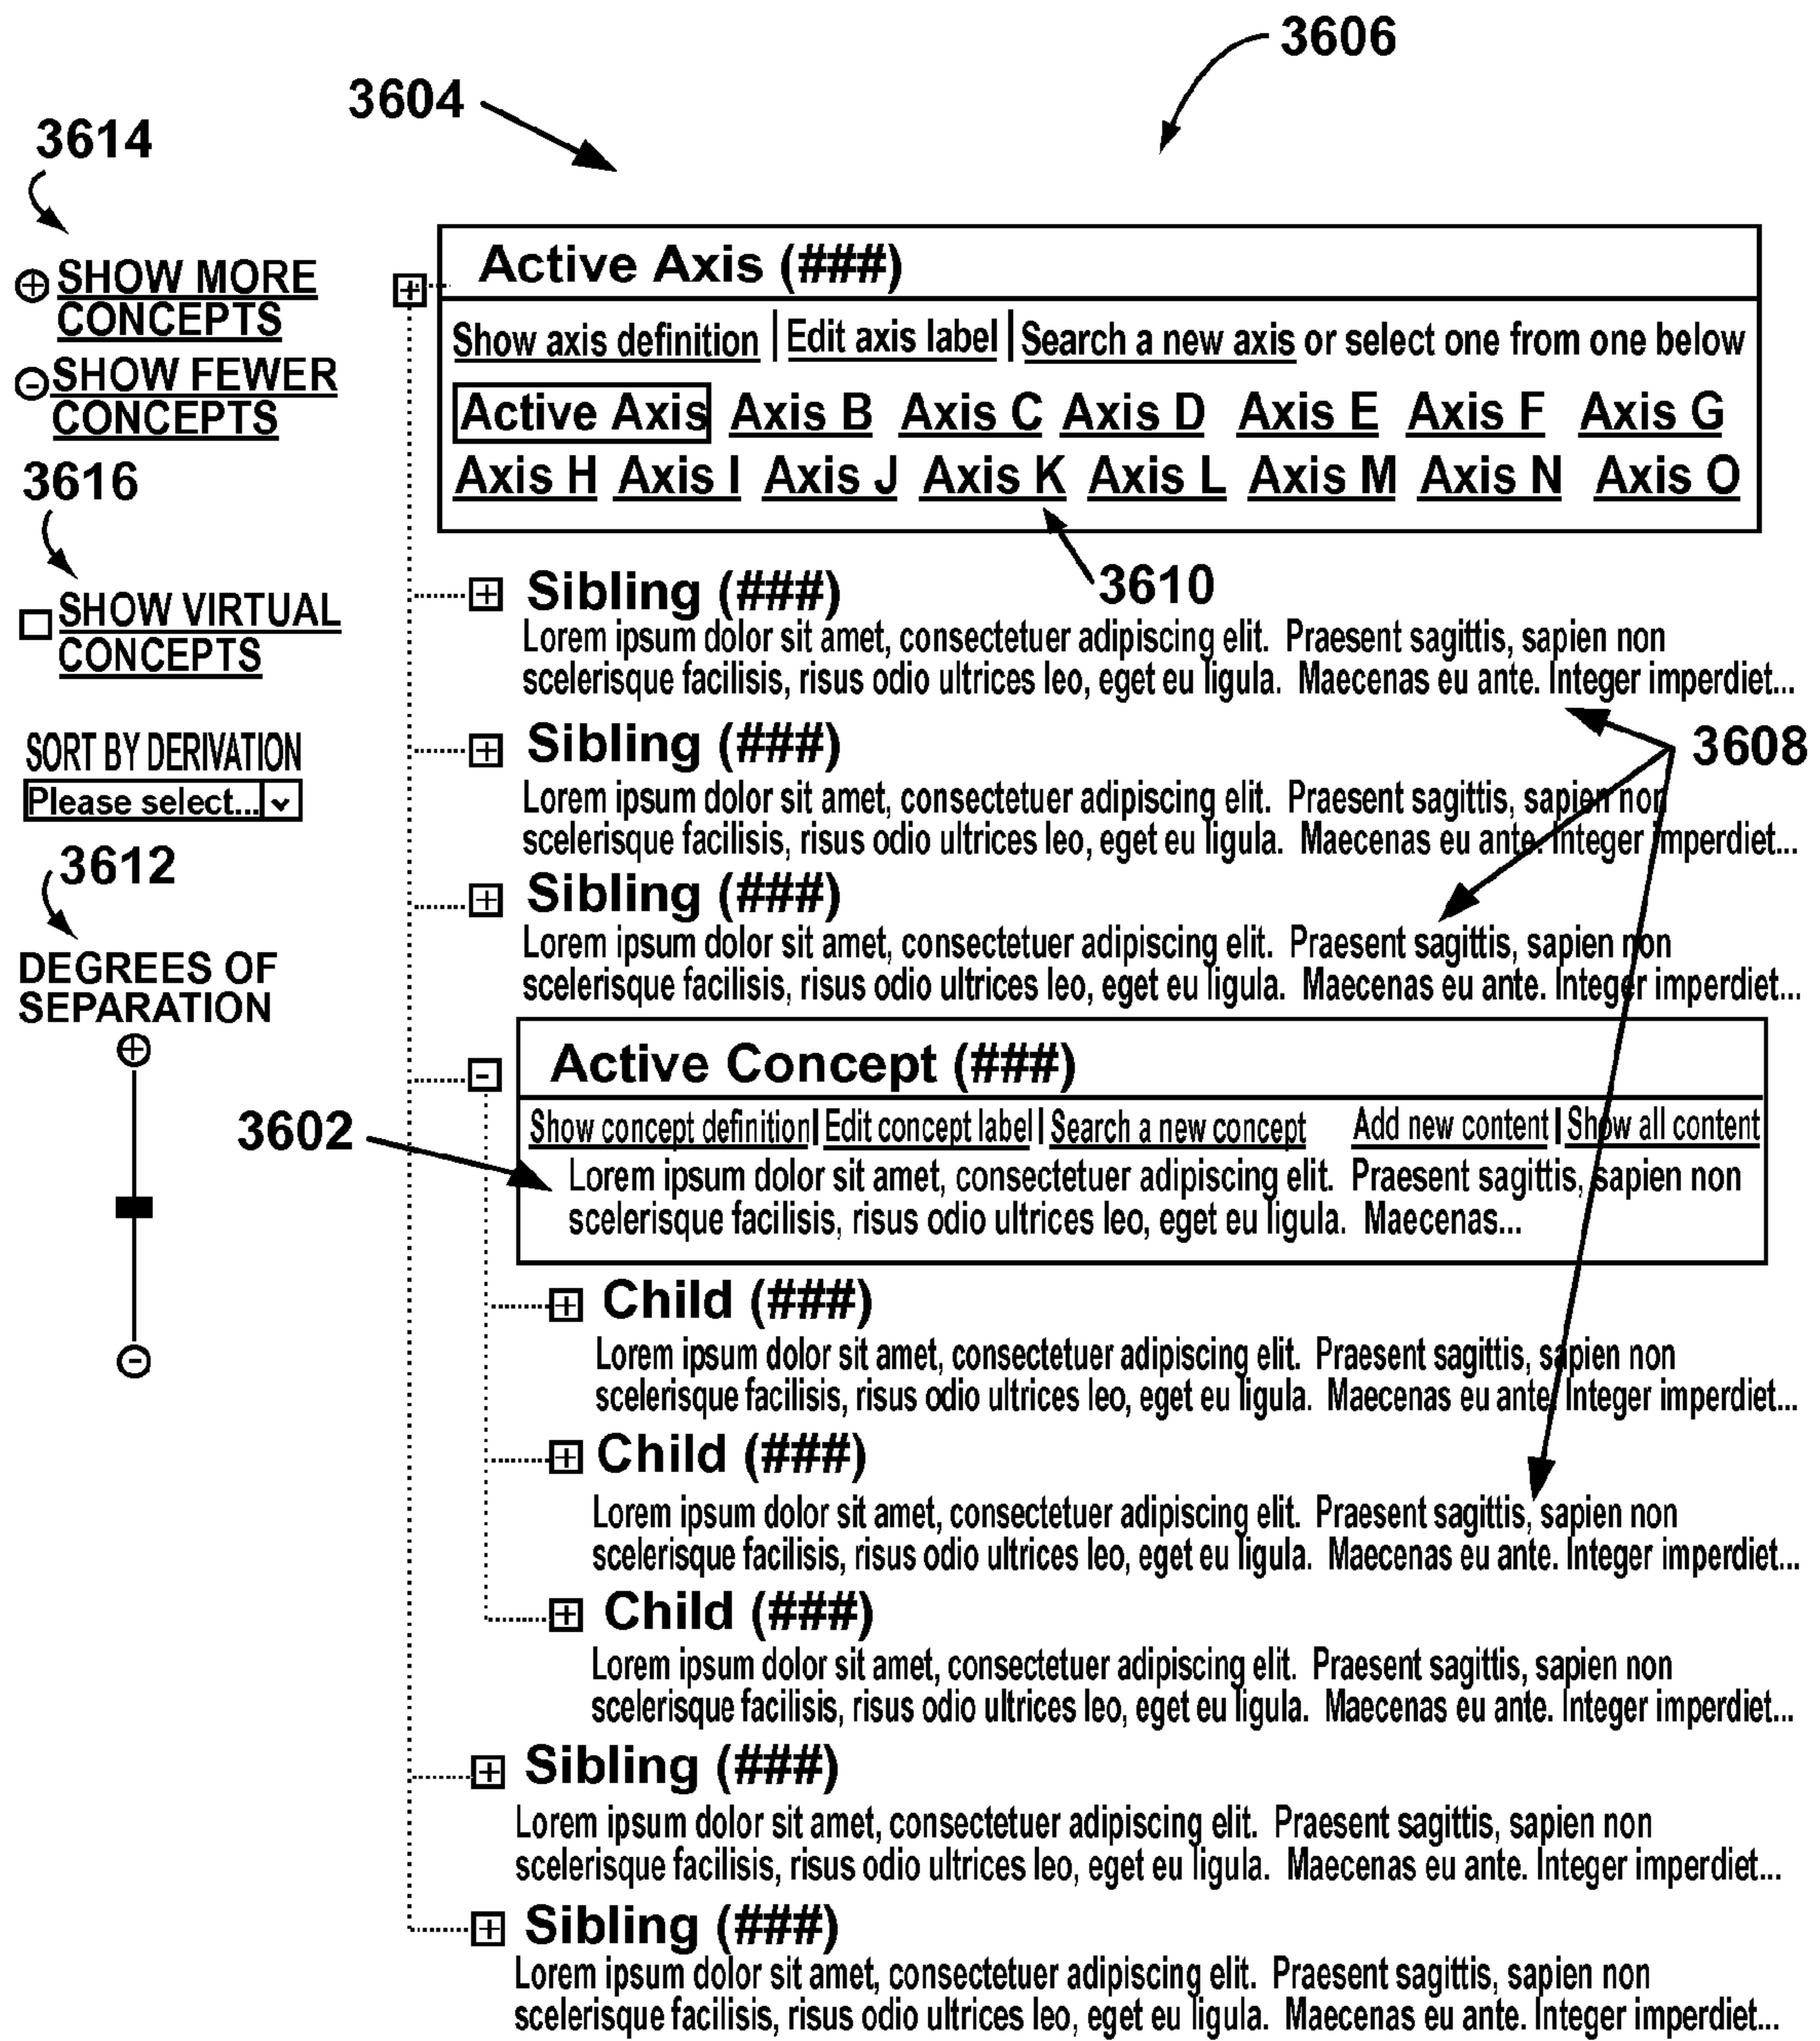 3606
3604
3614
SHOW MORE
CONCEPTS
SHOW FEWER
CONCEPTS
3616
SHOW VIRTUAL
CONCEPTS
SORT BY DERIVATION
Please select...
3612
DEGREES OF
SEPARATION
Active Axis (###)
Show axis definition | Edit axis label | Search a new axis or select one from one below
Active Axis Axis B Axis C Axis D Axis E Axis F Axis G
Axis H Axis I Axis J Axis K Axis L Axis M Axis N Axis O
3610
Sibling (###)
Lorem ipsum dolor sit amet, consectetuer adipiscing elit. Praesent sagittis, sapien non
scelerisque facilisis, risus odio ultrices leo, eget eu ligula. Maecenas eu ante. Integer imperdiet...
3608
Sibling (###)
Lorem ipsum dolor sit amet, consectetuer adipiscing elit. Praesent sagittis, sapien non
scelerisque facilisis, risus odio ultrices leo, eget eu ligula. Maecenas eu ante. Integer imperdiet...
Sibling (###)
Lorem ipsum dolor sit amet, consectetuer adipiscing elit. Praesent sagittis, sapien non
scelerisque facilisis, risus odio ultrices leo, eget eu ligula. Maecenas eu ante. Integer imperdiet...
Active Concept (###)
3602
Show concept definition | Edit concept label | Search a new concept Add new content | Show all content
Lorem ipsum dolor sit amet, consectetuer adipiscing elit. Praesent sagittis, sapien non
scelerisque facilisis, risus odio ultrices leo, eget eu ligula. Maecenas...
Child (###)
Lorem ipsum dolor sit amet, consectetuer adipiscing elit. Praesent sagittis, sapien non
scelerisque facilisis, risus odio ultrices leo, eget eu ligula. Maecenas eu ante. Integer imperdiet...
Child (###)
Lorem ipsum dolor sit amet, consectetuer adipiscing elit. Praesent sagittis, sapien non
scelerisque facilisis, risus odio ultrices leo, eget eu ligula. Maecenas eu ante. Integer imperdiet...
Child (###)
Lorem ipsum dolor sit amet, consectetuer adipiscing elit. Praesent sagittis, sapien non
scelerisque facilisis, risus odio ultrices leo, eget eu ligula. Maecenas eu ante. Integer imperdiet...
Sibling (###)
Lorem ipsum dolor sit amet, consectetuer adipiscing elit. Praesent sagittis, sapien non
scelerisque facilisis, risus odio ultrices leo, eget eu ligula. Maecenas eu ante. Integer imperdiet...
Sibling (###)
Lorem ipsum dolor sit amet, consectetuer adipiscing elit. Praesent sagittis, sapien non
scelerisque facilisis, risus odio ultrices leo, eget eu ligula. Maecenas eu ante. Integer imperdiet...